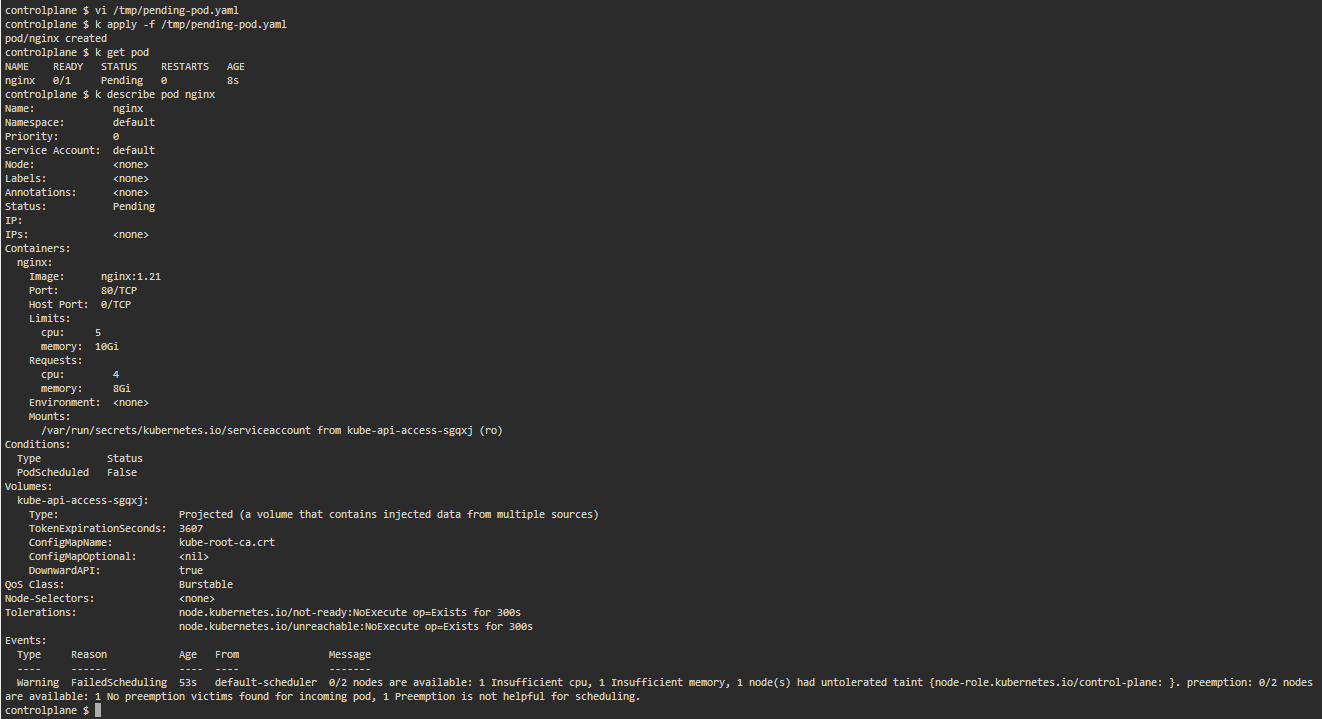 controlplane $ vi /tmp/pending-pod.yaml
controlplane $ k apply -f /tmp/pending-pod.yaml
pod/nginx created
controlplane $ k get pod
NAME    READY   STATUS    RESTARTS   AGE
nginx   0/1     Pending   0          8s
controlplane $ k describe pod nginx
Name:             nginx
Namespace:        default
Priority:         0
Service Account:  default
Node:             <none>
Labels:           <none>
Annotations:      <none>
Status:           Pending
IP:
IPs:              <none>
Containers:
  nginx:
    Image:      nginx:1.21
    Port:       80/TCP
    Host Port:  0/TCP
    Limits:
      cpu:     5
      memory:  10Gi
    Requests:
      cpu:        4
      memory:     8Gi
    Environment:  <none>
    Mounts:
      /var/run/secrets/kubernetes.io/serviceaccount from kube-api-access-sgqxj (ro)
Conditions:
  Type           Status
  PodScheduled   False
Volumes:
  kube-api-access-sgqxj:
    Type:                    Projected (a volume that contains injected data from multiple sources)
    TokenExpirationSeconds:  3607
    ConfigMapName:           kube-root-ca.crt
    ConfigMapOptional:       <nil>
    DownwardAPI:             true
QoS Class:                   Burstable
Node-Selectors:              <none>
Tolerations:                 node.kubernetes.io/not-ready:NoExecute op=Exists for 300s
                             node.kubernetes.io/unreachable:NoExecute op=Exists for 300s
Events:
  Type     Reason            Age   From               Message
  ----     ------            ----  ----               -------
  Warning  FailedScheduling  53s   default-scheduler  0/2 nodes are available: 1 Insufficient cpu, 1 Insufficient memory, 1 node(s) had untolerated taint {node-role.kubernetes.io/control-plane: }. preemption: 0/2 nodes
are available: 1 No preemption victims found for incoming pod, 1 Preemption is not helpful for scheduling.
controlplane $